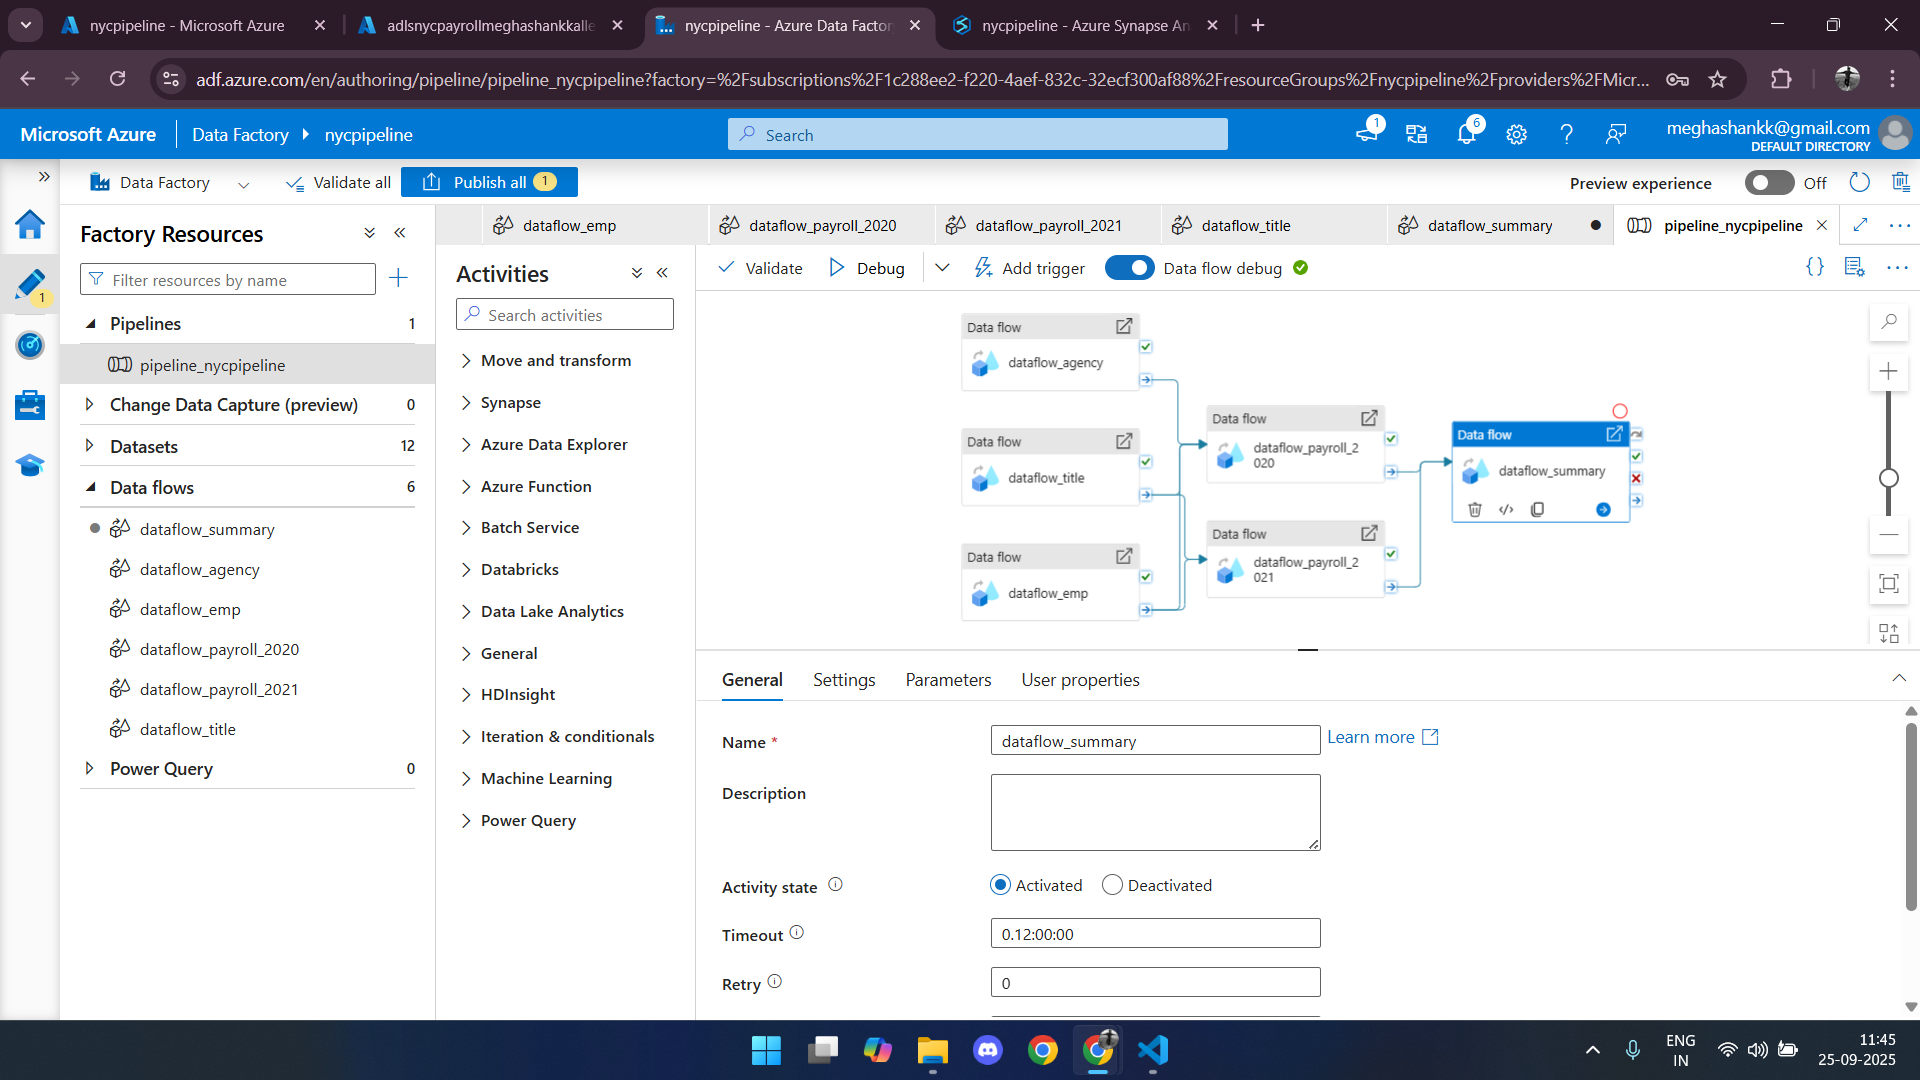 nycpipeline - Microsoft Azure
adlsnycpayrollmeghashankkalle
nycpipeline - Azure Data Factor
nycpipeline - Azure Synapse An
adf.azure.com/en/authoring/pipeline/pipeline_nycpipeline?factory=%2Fsubscriptions%2F1c288ee2-f220-4aef-832c-32ecf300af88%2FresourceGroups%2Fnycpipeline%2Fproviders%2FMicr...
Microsoft Azure
Data Factory
nycpipeline
Search
1
6
meghashankk@gmail.com
DEFAULT DIRECTORY
Data Factory
Validate all
Publish all 1
Preview experience
Off
1
Factory Resources
Filter resources by name
Pipelines 1
pipeline_nycpipeline
Change Data Capture (preview) 0
Datasets 12
Data flows 6
dataflow_summary
dataflow_agency
dataflow_emp
dataflow_payroll_2020
dataflow_payroll_2021
dataflow_title
Power Query 0
dataflow_emp
dataflow_payroll_2020
dataflow_payroll_2021
dataflow_title
dataflow_summary
pipeline_nycpipeline
Activities
Search activities
Move and transform
Synapse
Azure Data Explorer
Azure Function
Batch Service
Databricks
Data Lake Analytics
General
HDInsight
Iteration & conditionals
Machine Learning
Power Query
Validate
Debug
Add trigger
Data flow debug
{}
Data flow
dataflow_agency
Data flow
dataflow_title
Data flow
dataflow_emp
Data flow
dataflow_payroll_2
020
Data flow
dataflow_payroll_2
021
Data flow
dataflow_summary
General
Settings
Parameters
User properties
Name *
dataflow_summary
Learn more
Description
Activity state
Activated
Deactivated
Timeout
0.12:00:00
Retry
0
ENG
IN
11:45
25-09-2025